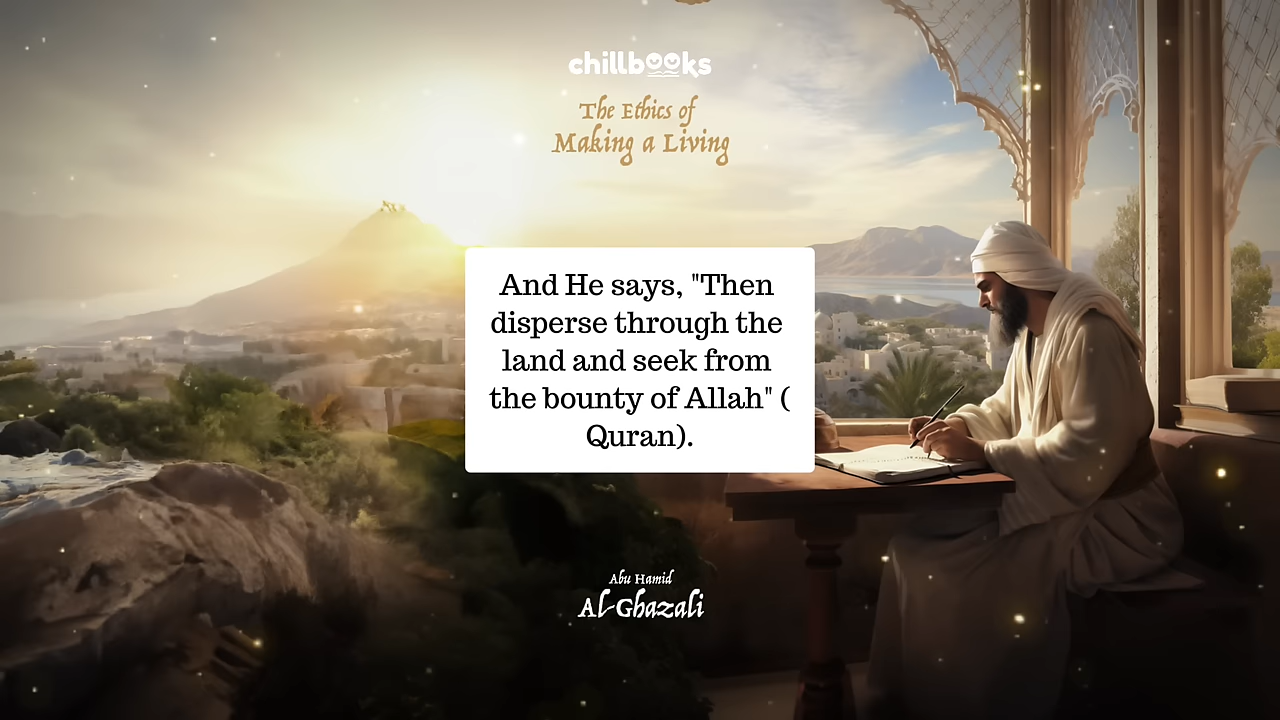 chillbooks
The Ethics of
Making a Living
And He says, "Then
disperse through the
land and seek from
the bounty of Allah" (
Quran).
Abu Hamid
Al-Ghazali